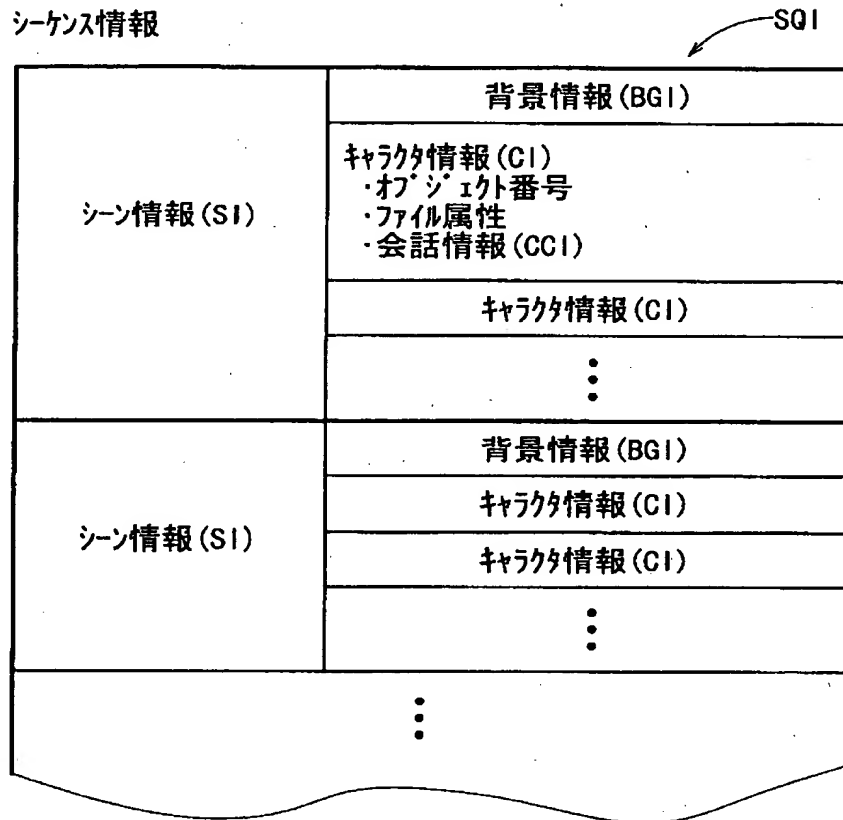 シーケンス情報
SQI
背景情報(BGI)
シーン情報(SI)
キャラクタ情報(CI)
・オブジェクト番号
・ファイル属性
・会話情報(CCI)
キャラクタ情報(CI)
背景情報(BGI)
シーン情報(SI)
キャラクタ情報(CI)
キャラクタ情報(CI)